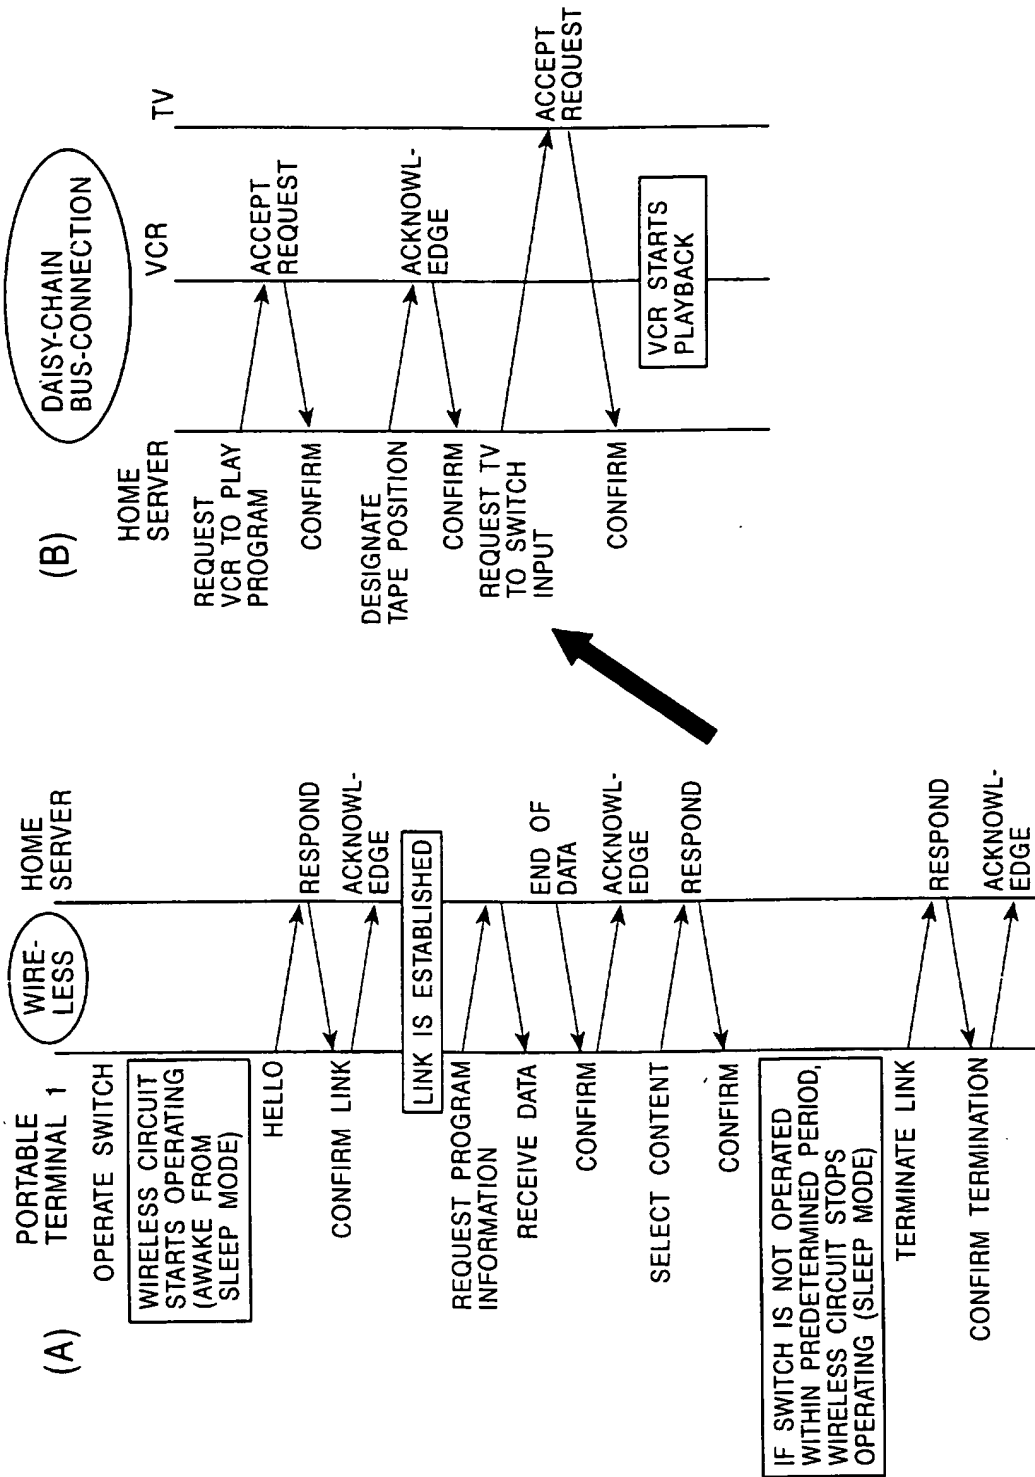 (A)
PORTABLE
TERMINAL 1
WIRE-
LESS
HOME
SERVER
OPERATE SWITCH
WIRELESS CIRCUIT
STARTS OPERATING
(AWAKE FROM
SLEEP MODE)
HELLO
RESPOND
CONFIRM LINK
ACKNOWL-
EDGE
LINK IS ESTABLISHED
REQUEST PROGRAM
INFORMATION
RECEIVE DATA
END OF
DATA
CONFIRM
ACKNOWL-
EDGE
SELECT CONTENT
RESPOND
CONFIRM
IF SWITCH IS NOT OPERATED
WITHIN PREDETERMINED PERIOD,
WIRELESS CIRCUIT STOPS
OPERATING (SLEEP MODE)
TERMINATE LINK
RESPOND
CONFIRM TERMINATION
ACKNOWL-
EDGE
(B)
DAISY-CHAIN
BUS-CONNECTION
HOME
SERVER
VCR
TV
REQUEST
VCR TO PLAY
PROGRAM
ACCEPT
REQUEST
CONFIRM
DESIGNATE
TAPE POSITION
ACKNOWL-
EDGE
CONFIRM
REQUEST TV
TO SWITCH
INPUT
ACCEPT
REQUEST
CONFIRM
VCR STARTS
PLAYBACK